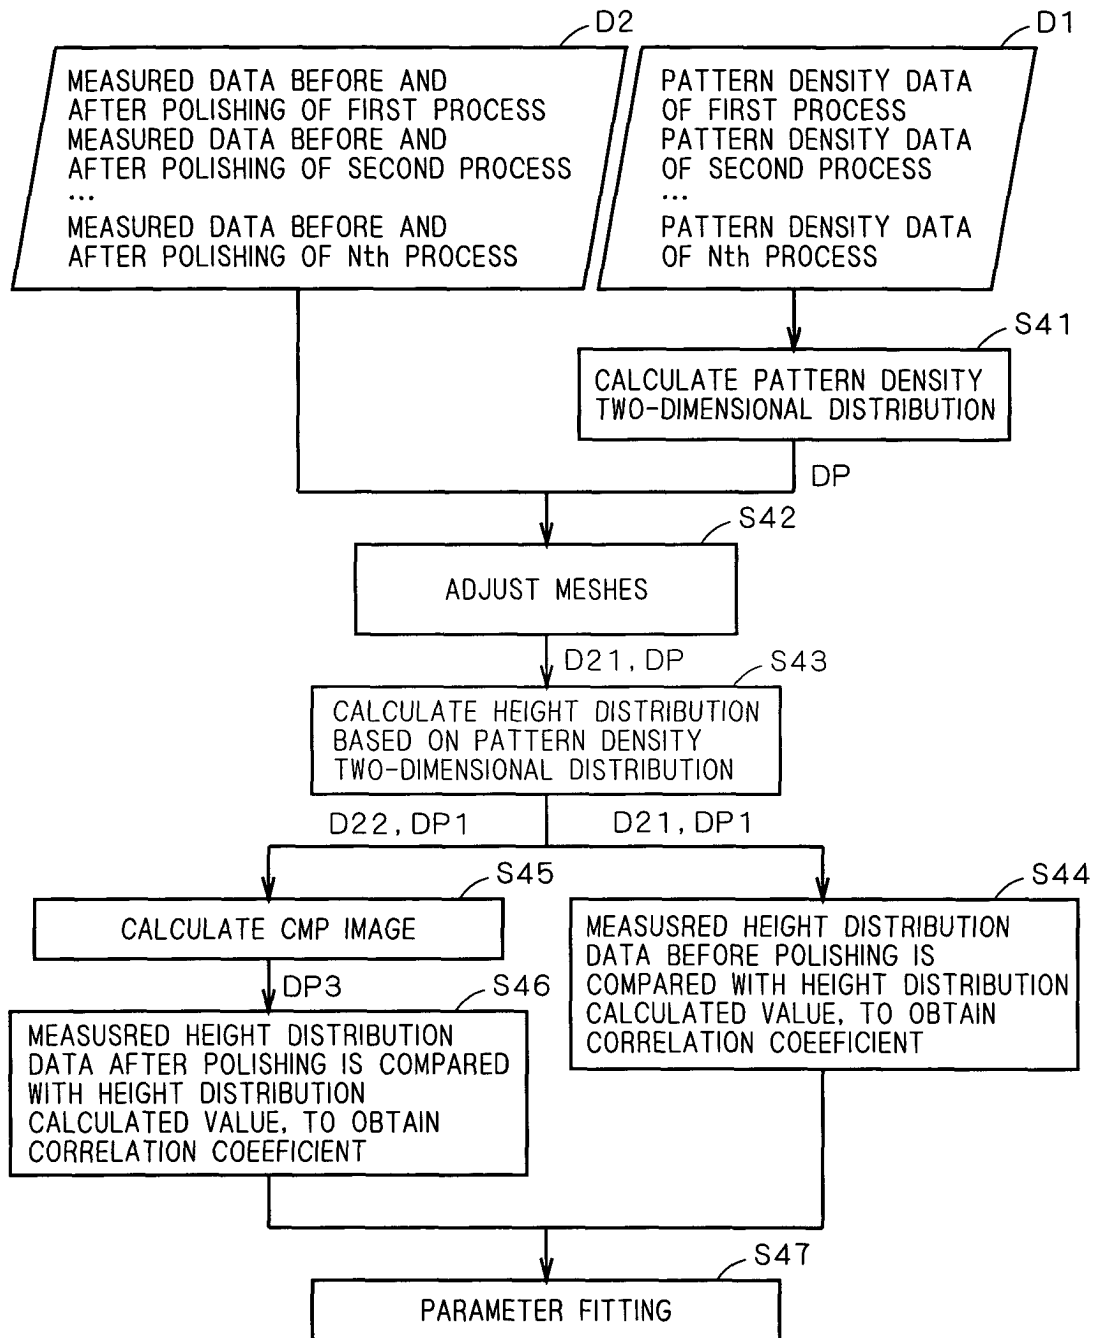 D2
MEASURED DATA BEFORE AND
AFTER POLISHING OF FIRST PROCESS
MEASURED DATA BEFORE AND
AFTER POLISHING OF SECOND PROCESS
...
MEASURED DATA BEFORE AND
AFTER POLISHING OF Nth PROCESS
D1
PATTERN DENSITY DATA
OF FIRST PROCESS
PATTERN DENSITY DATA
OF SECOND PROCESS
...
PATTERN DENSITY DATA
OF Nth PROCESS
S41
CALCULATE PATTERN DENSITY
TWO-DIMENSIONAL DISTRIBUTION
DP
S42
ADJUST MESHES
D21, DP
S43
CALCULATE HEIGHT DISTRIBUTION
BASED ON PATTERN DENSITY
TWO-DIMENSIONAL DISTRIBUTION
D22, DP1
D21, DP1
S45
CALCULATE CMP IMAGE
S44
MEASUSRED HEIGHT DISTRIBUTION
DATA BEFORE POLISHING IS
COMPARED WITH HEIGHT DISTRIBUTION
CALCULATED VALUE, TO OBTAIN
CORRELATION COEEFICIENT
DP3
S46
MEASUSRED HEIGHT DISTRIBUTION
DATA AFTER POLISHING IS COMPARED
WITH HEIGHT DISTRIBUTION
CALCULATED VALUE, TO OBTAIN
CORRELATION COEEFICIENT
S47
PARAMETER FITTING